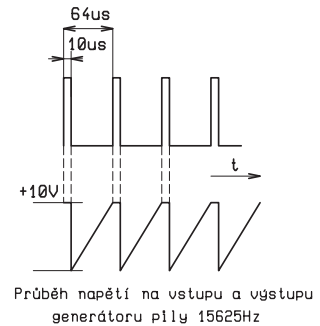 64us
10us
t
+10V
Průběh napětí na vstupu a výstupu
generátoru pily 15625Hz